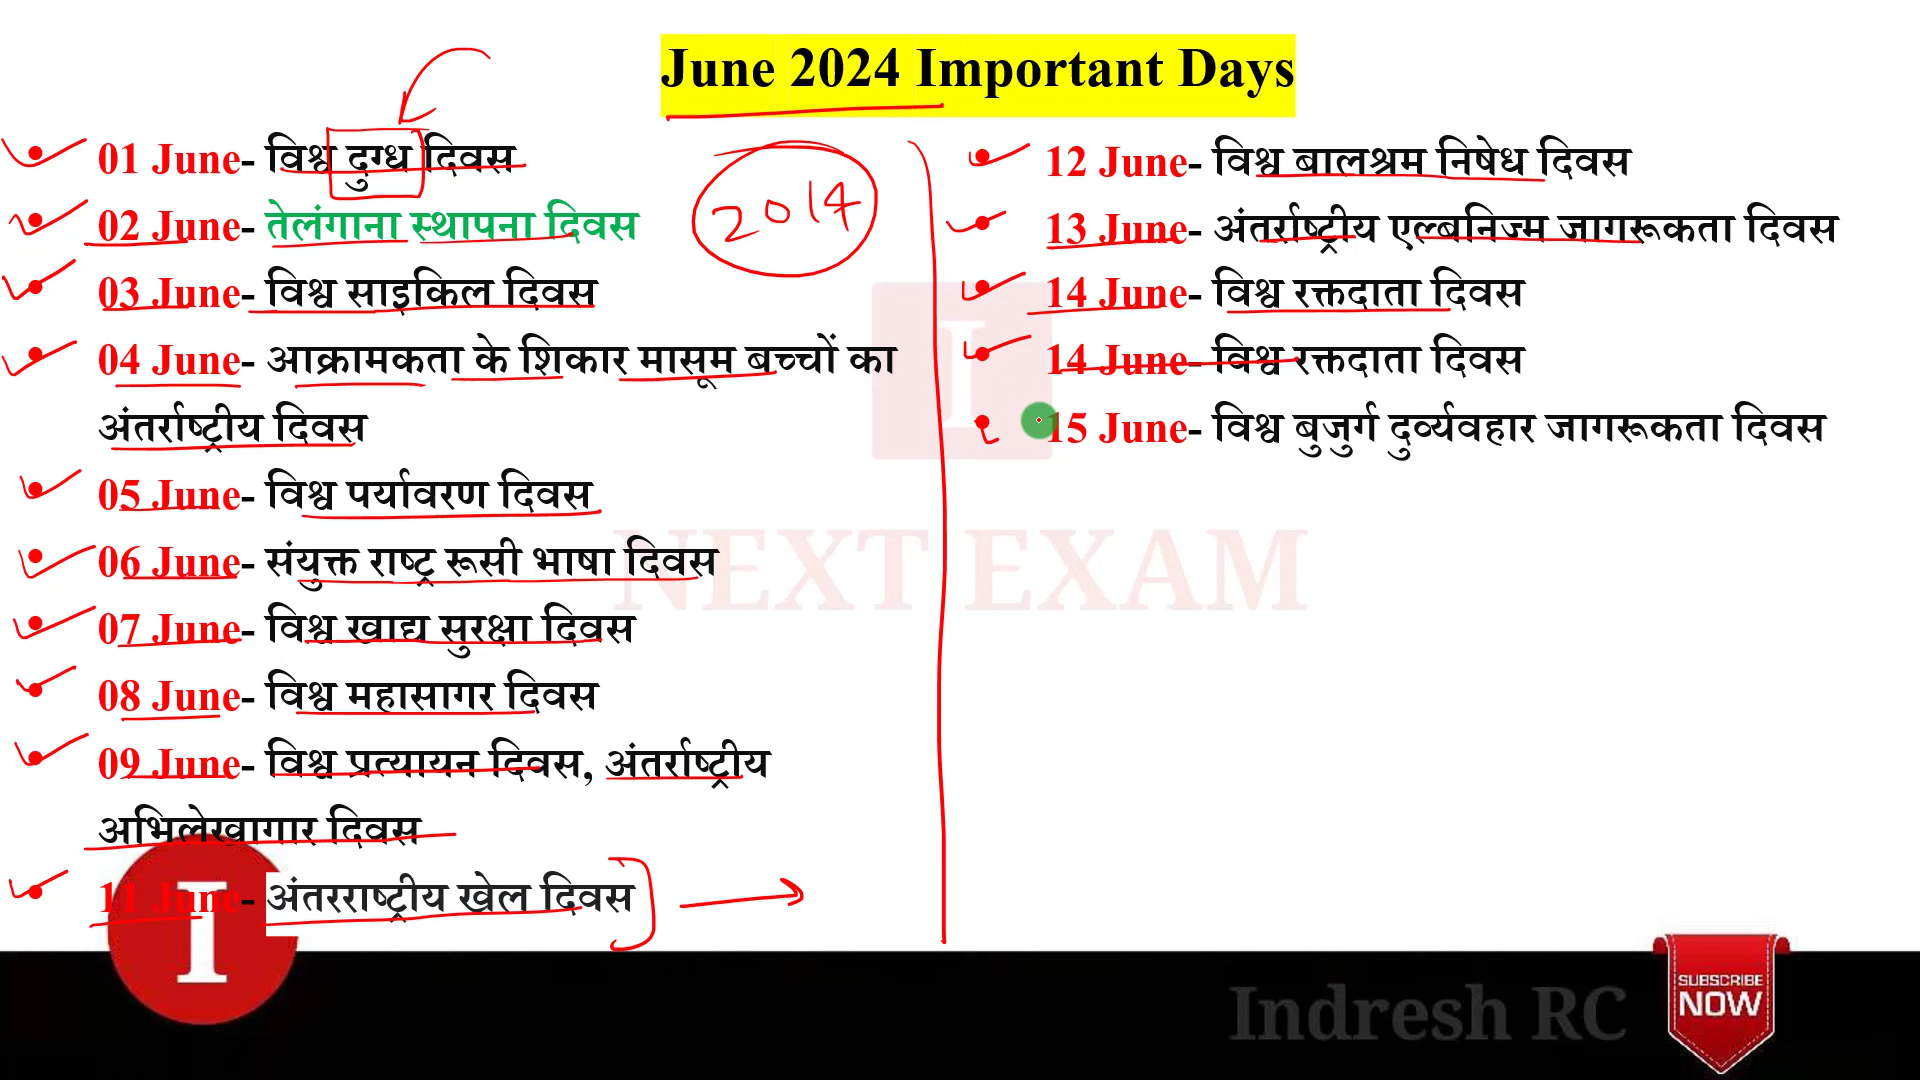 June 2024 Important Days
01 June- विश्व दुग्ध दिवस
02 June- तेलंगाना स्थापना दिवस
2014
03 June- विश्व साइकिल दिवस
04 June- आक्रामकता के शिकार मासूम बच्चों का
अंतर्राष्ट्रीय दिवस
05 June- विश्व पर्यावरण दिवस
06 June- संयुक्त राष्ट्र रूसी भाषा दिवस
07 June- विश्व खाद्य सुरक्षा दिवस
08 June- विश्व महासागर दिवस
09 June- विश्व प्रत्यायन दिवस, अंतर्राष्ट्रीय
अभिलेखागार दिवस
11 June- अंतरराष्ट्रीय खेल दिवस
12 June- विश्व बालश्रम निषेध दिवस
13 June- अंतर्राष्ट्रीय एल्बनिज्म जागरूकता दिवस
14 June- विश्व रक्तदाता दिवस
14 June- विश्व रक्तदाता दिवस
15 June- विश्व बुजुर्ग दुर्व्यवहार जागरूकता दिवस
I
NEXT EXAM
I
Indresh RC
SUBSCRIBE
NOW